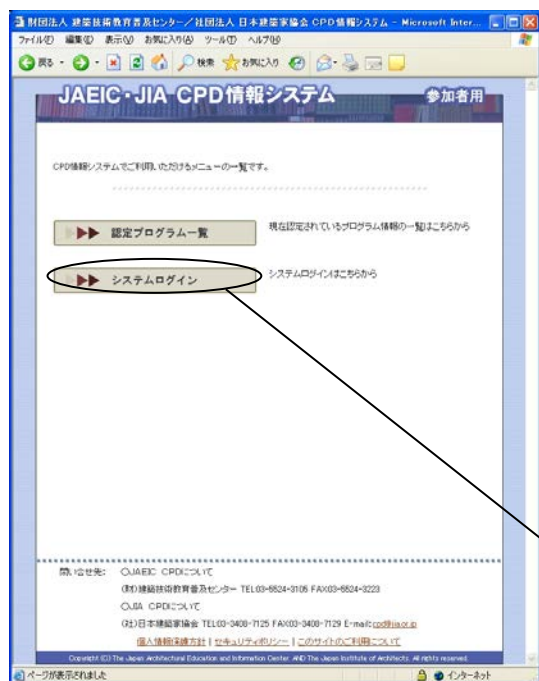 財団法人 建築技術教育普及センター/社団法人 日本建築家協会 CPD情報システム - Microsoft Inter...
ファイル(F) 編集(E) 表示(V) お気に入り(A) ツール(T) ヘルプ(H)
戻る 検索 お気に入り
JAEIC・JIA CPD情報システム 参加者用
CPD情報システムでご利用いただけるメニューの一覧です。
認定プログラム一覧 現在認定されているプログラム情報の一覧はこちらから
システムログイン システムログインはこちらから
問い合せ先: ○JAEIC CPDについて
(財)建築技術教育普及センター TEL03-5524-3105 FAX03-5524-3223
○JIA CPDについて
(社)日本建築家協会 TEL03-3408-7125 FAX03-3408-7129 E-mail:cpd@jia.or.jp
個人情報保護方針 | セキュリティポリシー | このサイトのご利用について
Copyright (C) The Japan Architectural Education and Information Center AND The Japan Institute of Architects. All rights reserved.
ページが表示されました インターネット